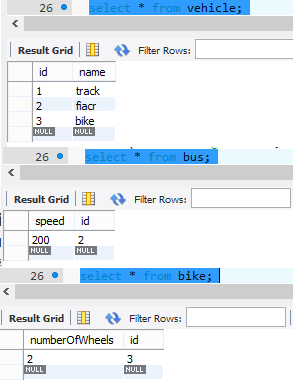 26 select * from vehicle;
Result Grid Filter Rows:
id name
1 track
2 fiacr
3 bike
NULL NULL
26 select * from bus;
Result Grid Filter Rows:
speed id
200 2
NULL NULL
26 select * from bike;
Result Grid Filter Rows:
numberOfWheels id
2 3
NULL NULL